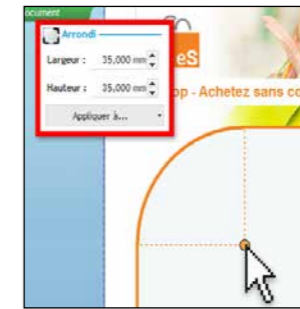 ocument
Arrondi
Largeur : 35,000 mm
Hauteur : 35,000 mm
Appliquer à...
eS
op - Achetez sans co